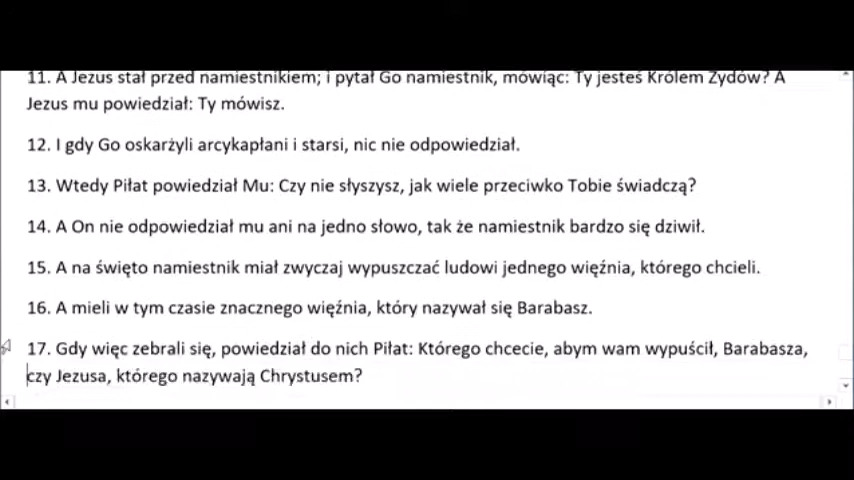 11. A Jezus stał przed namiestnikiem; i pytał Go namiestnik, mówiąc: Ty jesteś Królem Żydów? A
Jezus mu powiedział: Ty mówisz.
12. I gdy Go oskarżyli arcykapłani i starsi, nic nie odpowiedział.
13. Wtedy Piłat powiedział Mu: Czy nie słyszysz, jak wiele przeciwko Tobie świadczą?
14. A On nie odpowiedział mu ani na jedno słowo, tak że namiestnik bardzo się dziwił.
15. A na święto namiestnik miał zwyczaj wypuszczać ludowi jednego więźnia, którego chcieli.
16. A mieli w tym czasie znacznego więźnia, który nazywał się Barabasz.
17. Gdy więc zebrali się, powiedział do nich Piłat: Którego chcecie, abym wam wypuścił, Barabasza,
czy Jezusa, którego nazywają Chrystusem?